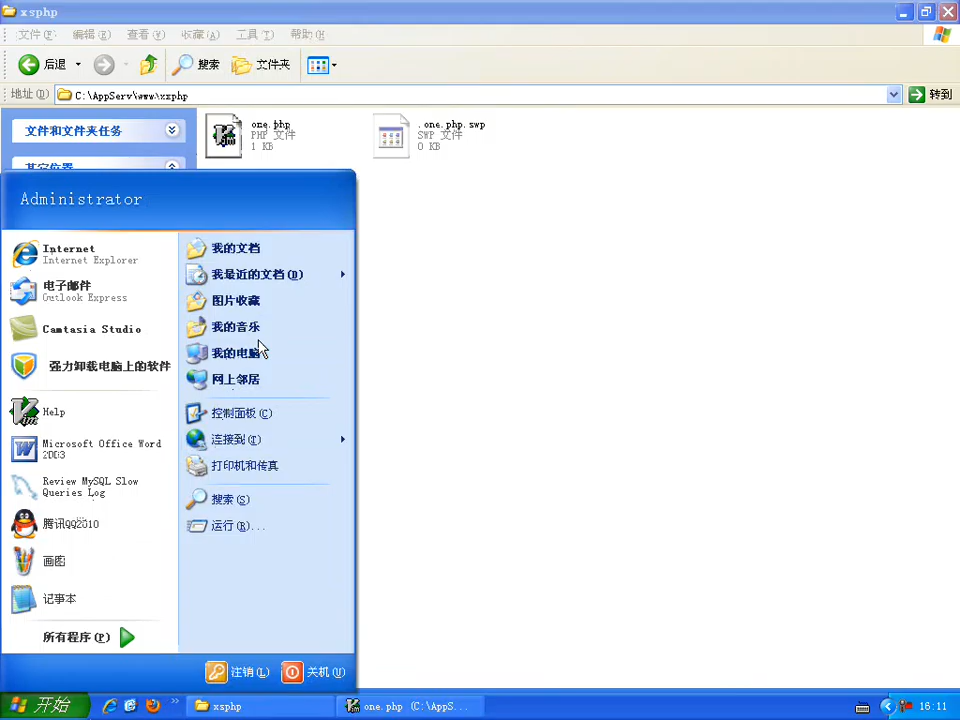 xsphp
文件(F) 编辑(E) 查看(V) 收藏(A) 工具(T) 帮助(H)
后退 搜索 文件夹
地址(D) C:\AppServ\www\xsphp 转到
文件和文件夹任务
其它位置
one.php
PHP 文件
1 KB
.one.php.swp
SWP 文件
0 KB
Administrator
Internet
Internet Explorer
电子邮件
Outlook Express
Camtasia Studio
强力卸载电脑上的软件
Help
Microsoft Office Word
2003
Review MySQL Slow
Queries Log
腾讯QQ2010
画图
记事本
所有程序(P)
我的文档
我最近的文档(D)
图片收藏
我的音乐
我的电脑
网上邻居
控制面板(C)
连接到(T)
打印机和传真
搜索(S)
运行(R)...
注销(L) 关机(U)
开始 xsphp one.php (C:\AppS... 16:11